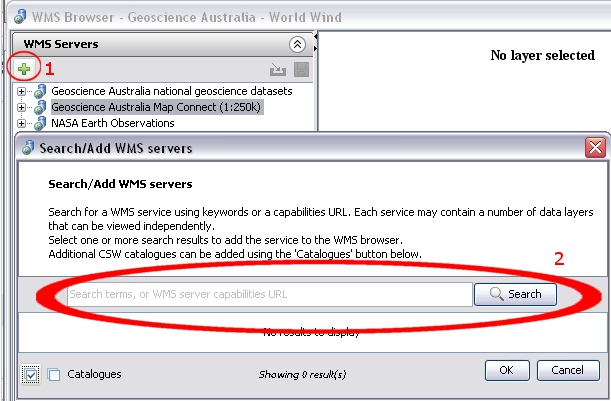 WMS Browser - Geoscience Australia - World Wind
WMS Servers
No layer selected
1
Geoscience Australia national geoscience datasets
Geoscience Australia Map Connect (1:250k)
NASA Earth Observations
Search/Add WMS servers
Search/Add WMS servers
Search for a WMS service using keywords or a capabilities URL. Each service may contain a number of data layers
that can be viewed independently.
Select one or more search results to add the service to the WMS browser.
Additional CSW catalogues can be added using the 'Catalogues' button below.
2
Search terms, or WMS server capabilities URL
Search
No results to display
Catalogues
Showing 0 result(s)
OK
Cancel